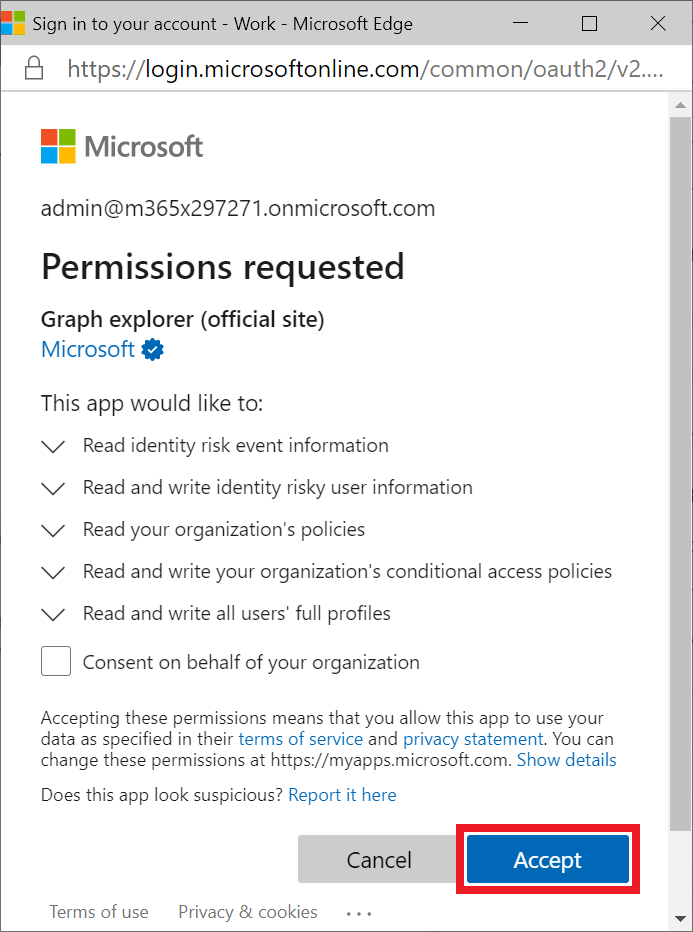 Sign in to your account - Work - Microsoft Edge
https://login.microsoftonline.com/common/oauth2/v2....
Microsoft
admin@m365x297271.onmicrosoft.com
Permissions requested
Graph explorer (official site)
Microsoft
This app would like to:
Read identity risk event information
Read and write identity risky user information
Read your organization's policies
Read and write your organization's conditional access policies
Read and write all users' full profiles
Consent on behalf of your organization
Accepting these permissions means that you allow this app to use your
data as specified in their terms of service and privacy statement. You can
change these permissions at https://myapps.microsoft.com. Show details
Does this app look suspicious? Report it here
Cancel Accept
Terms of use Privacy & cookies ...